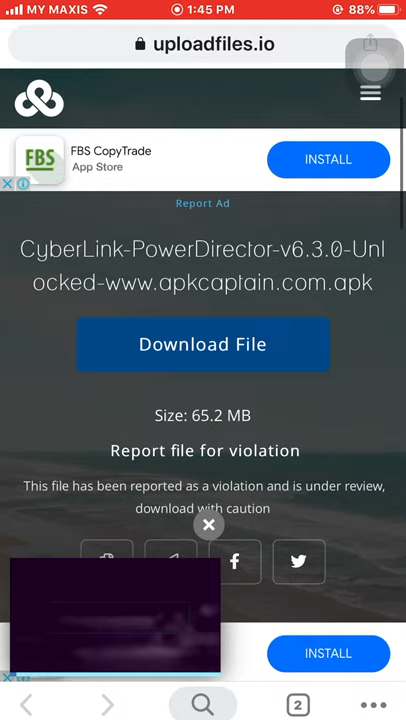 MY MAXIS 1:45 PM 88%
uploadfiles.io
FBS FBS CopyTrade
App Store
INSTALL
Report Ad
CyberLink-PowerDirector-v6.3.0-Unl
ocked-www.apkcaptain.com.apk
Download File
Size: 65.2 MB
Report file for violation
This file has been reported as a violation and is under review,
download with caution
INSTALL
2